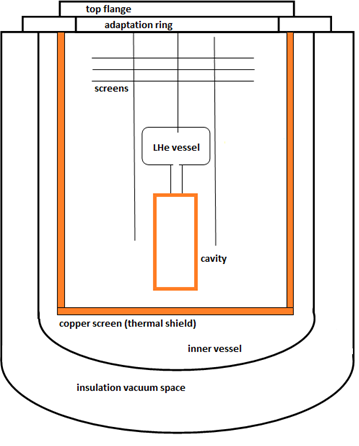 top flange
adaptation ring
screens
LHe vessel
cavity
copper screen (thermal shield)
inner vessel
insulation vacuum space